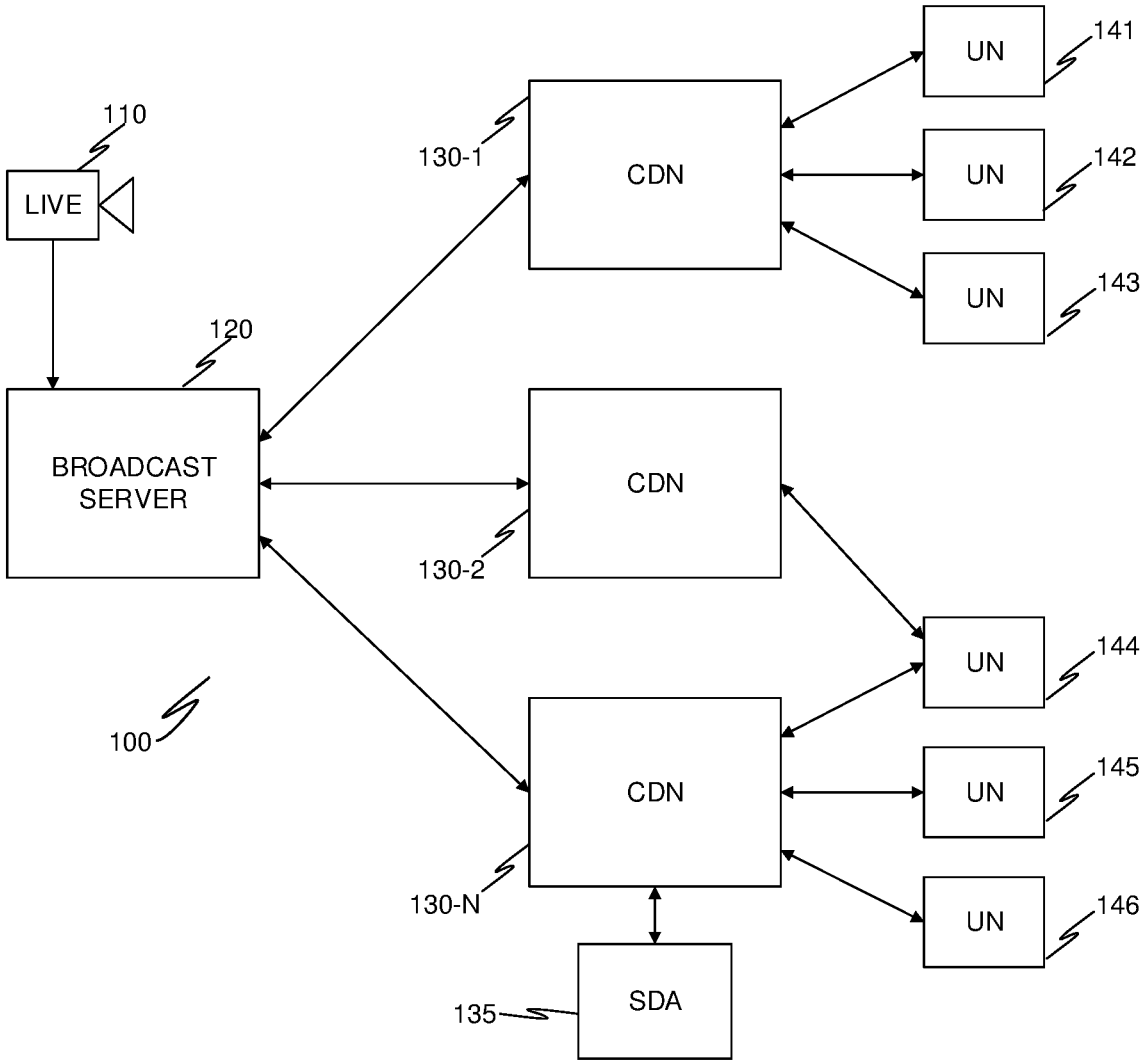 141
UN
110
130-1
CDN
142
UN
LIVE
143
UN
120
BROADCAST
SERVER
CDN
130-2
144
UN
100
145
CDN
UN
130-N
146
UN
135
SDA